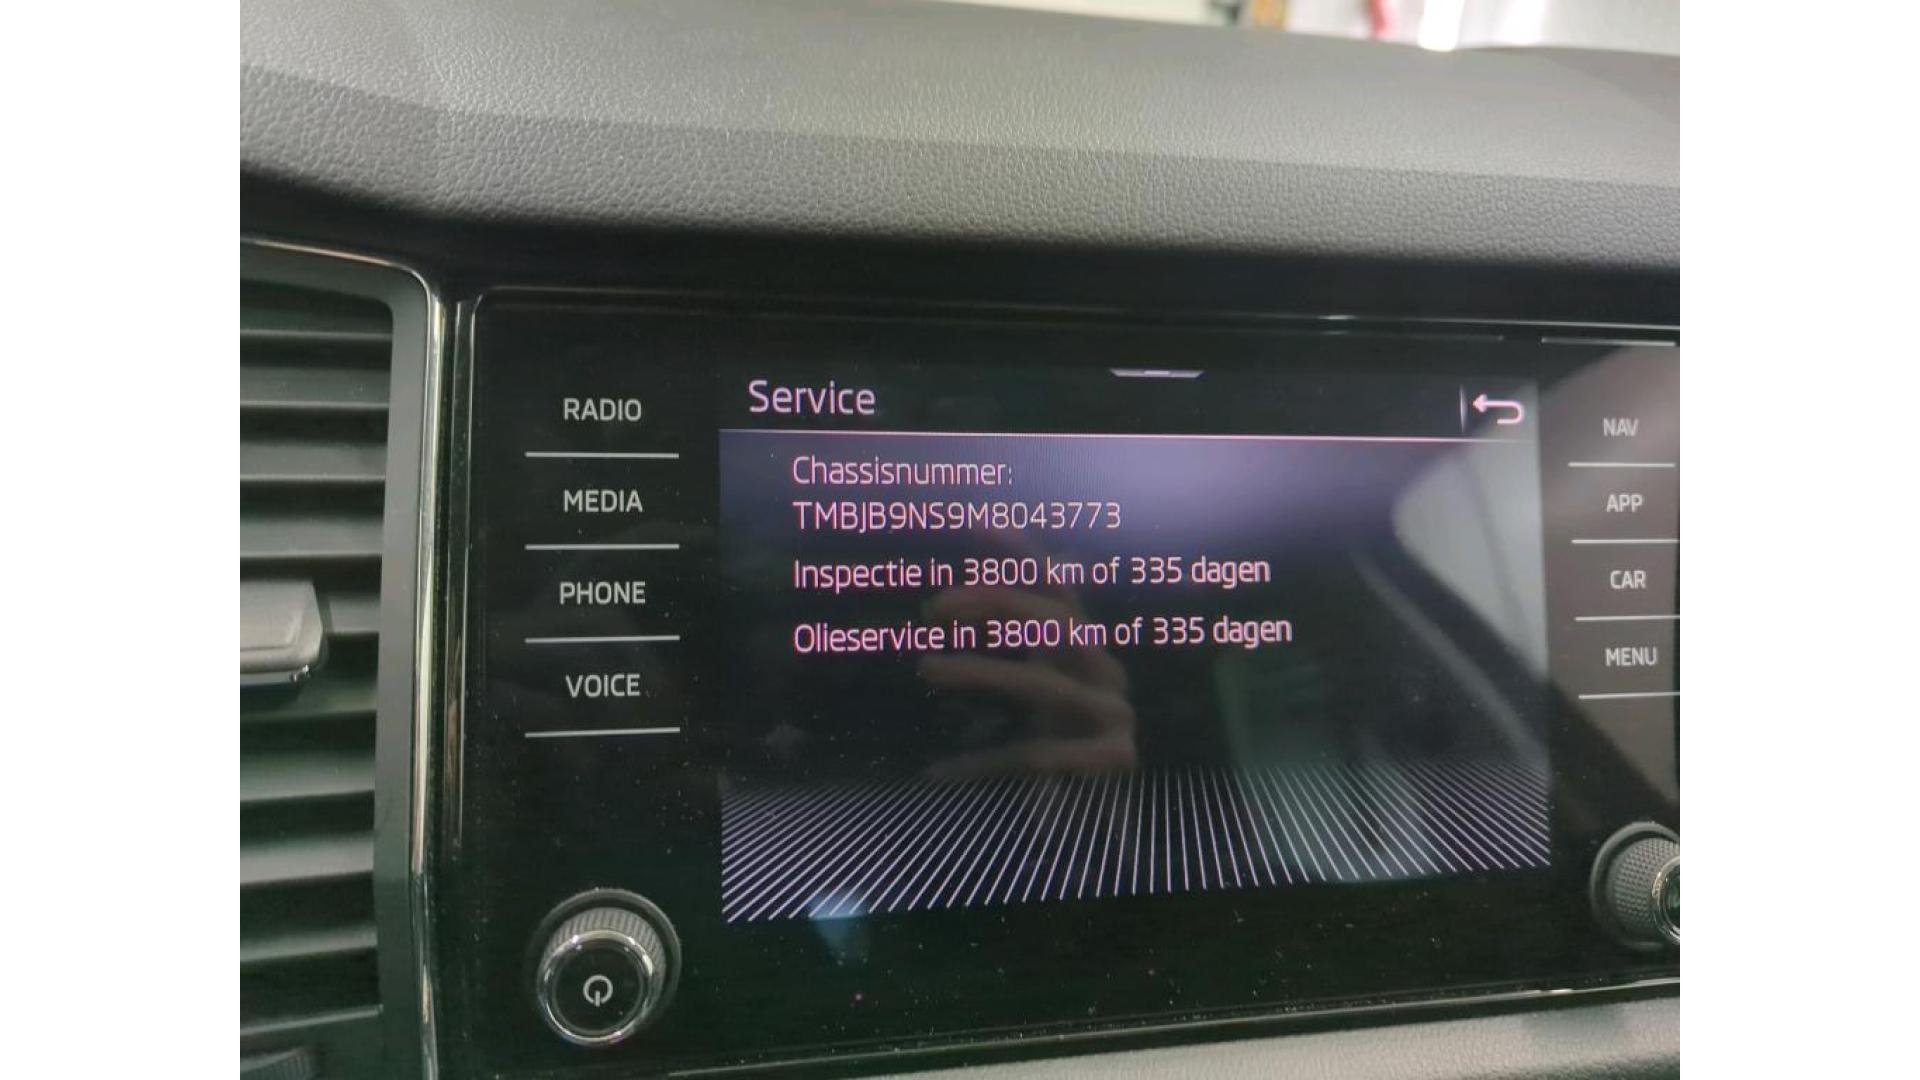 Service
RADIO
MEDIA
PHONE
VOICE
Chassisnummer:
TMBJB9NS9M8043773
Inspectie in 3800 km of 335 dagen
Olieservice in 3800 km of 335 dagen
NAV
APP
CAR
MENU